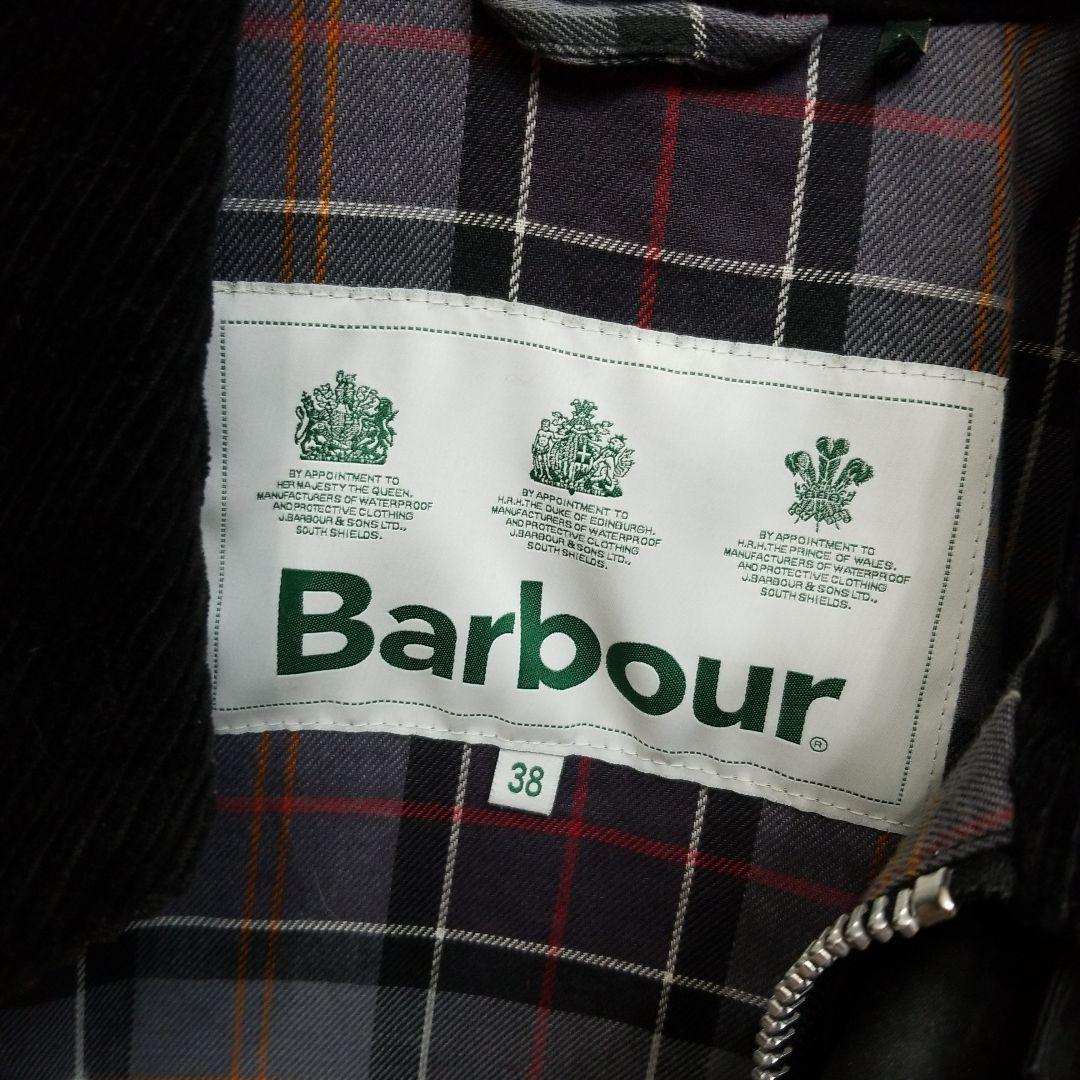 BY APPOINTMENT TO
HER MAJESTY THE QUEEN.
MANUFACTURERS OF WATERPROOF
AND PROTECTIVE CLOTHING
J.BARBOUR & SONS LTD.,
SOUTH SHIELDS.
BY APPOINTMENT TO
H.R.H.THE DUKE OF EDINBURGH.
MANUFACTURERS OF WATERPROOF
AND PROTECTIVE CLOTHING
J.BARBOUR & SONS LTD.,
SOUTH SHIELDS.
BY APPOINTMENT TO
H.R.H.THE PRINCE OF WALES.
MANUFACTURERS OF WATERPROOF
AND PROTECTIVE CLOTHING
J.BARBOUR & SONS LTD.,
SOUTH SHIELDS.
Barbour®
38